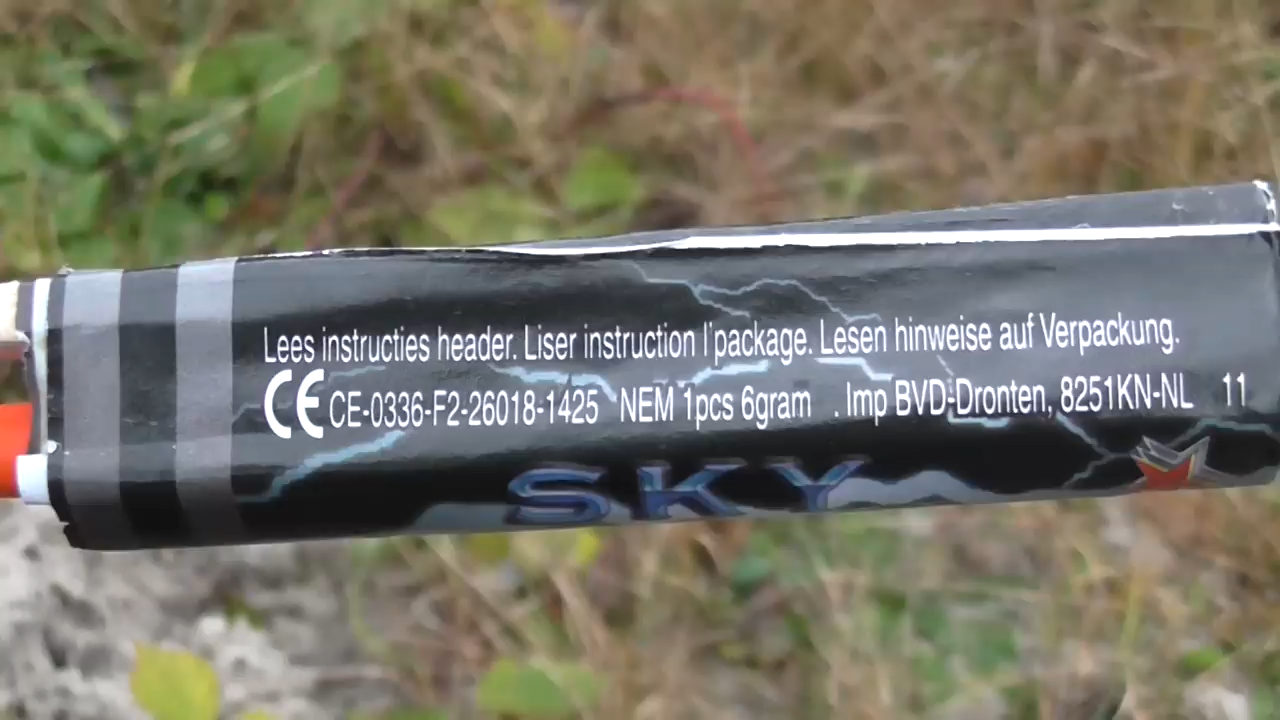 Lees instructies header. Liser instruction l'package. Lesen hinweise auf Verpackung.
CE CE-0336-F2-26018-1425 NEM 1pcs 6gram . Imp BVD-Dronten, 8251KN-NL 11
SKY